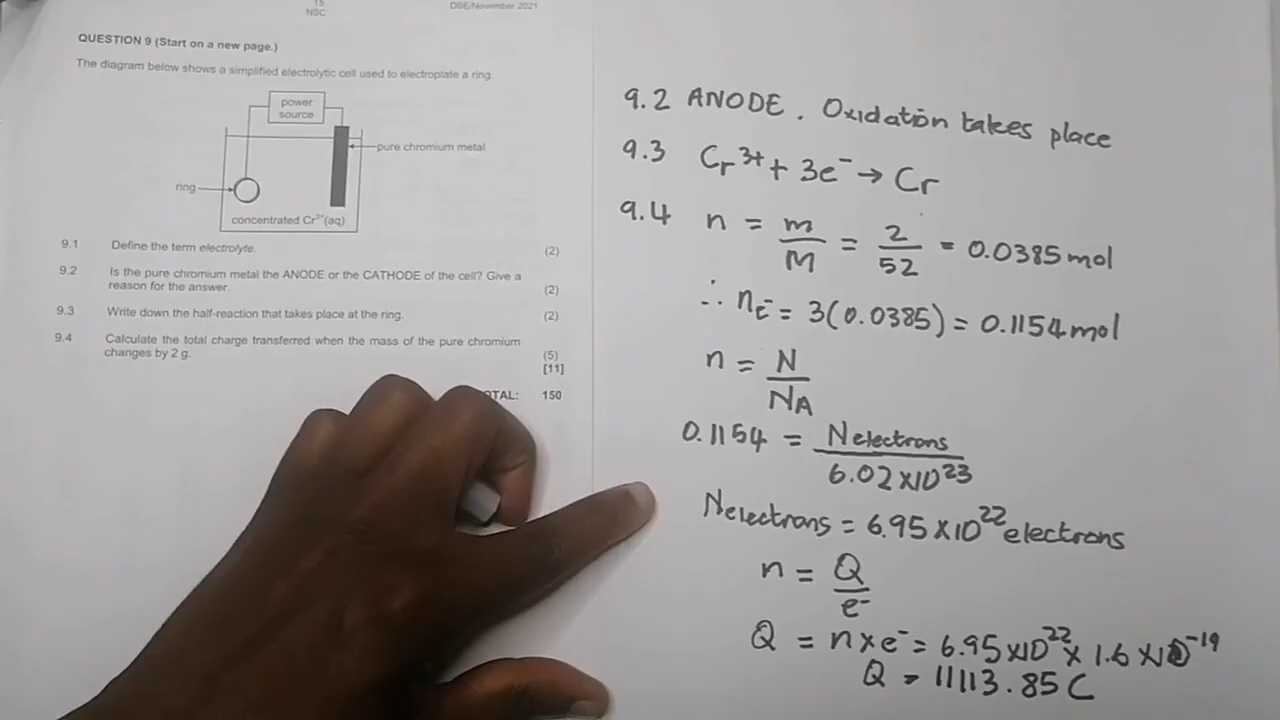 15
NSC
DBE/November 2021
QUESTION 9 (Start on a new page.)
The diagram below shows a simplified electrolytic cell used to electroplate a ring.
power
source
pure chromium metal
ring
concentrated Cr³⁺(aq)
9.1 Define the term electrolyte. (2)
9.2 Is the pure chromium metal the ANODE or the CATHODE of the cell? Give a
reason for the answer. (2)
9.3 Write down the half-reaction that takes place at the ring. (2)
9.4 Calculate the total charge transferred when the mass of the pure chromium
changes by 2 g. (5)
[11]
OTAL: 150
9.2 ANODE. Oxidation takes place
9.3 Cr³⁺ + 3e⁻ → Cr
9.4 n = m/M = 2/52 = 0.0385 mol
∴ nē = 3(0.0385) = 0.1154 mol
n = N/NA
0.1154 = Nelectrons/6.02×10²³
Nelectrons = 6.95×10²² electrons
n = Q/e⁻
Q = n×e⁻ = 6.95×10²² × 1.6×10⁻¹⁹
Q = 11113.85 C